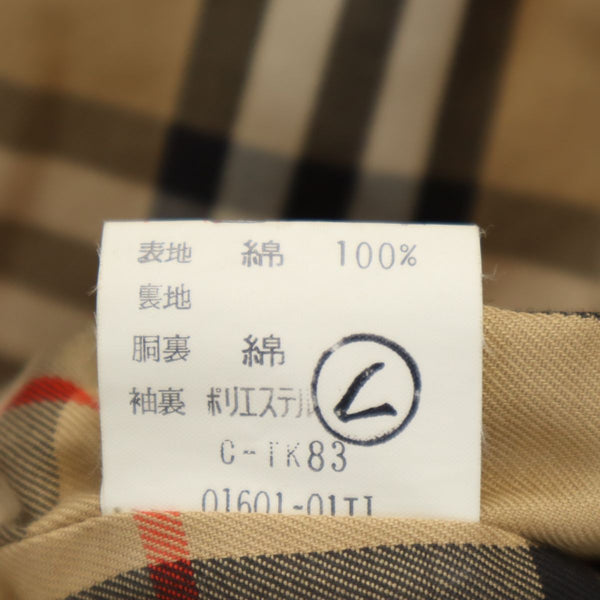 表地 綿 100%
裏地
胴裏 綿
袖裏 ポリエステル
C-TK83
01601-01TI